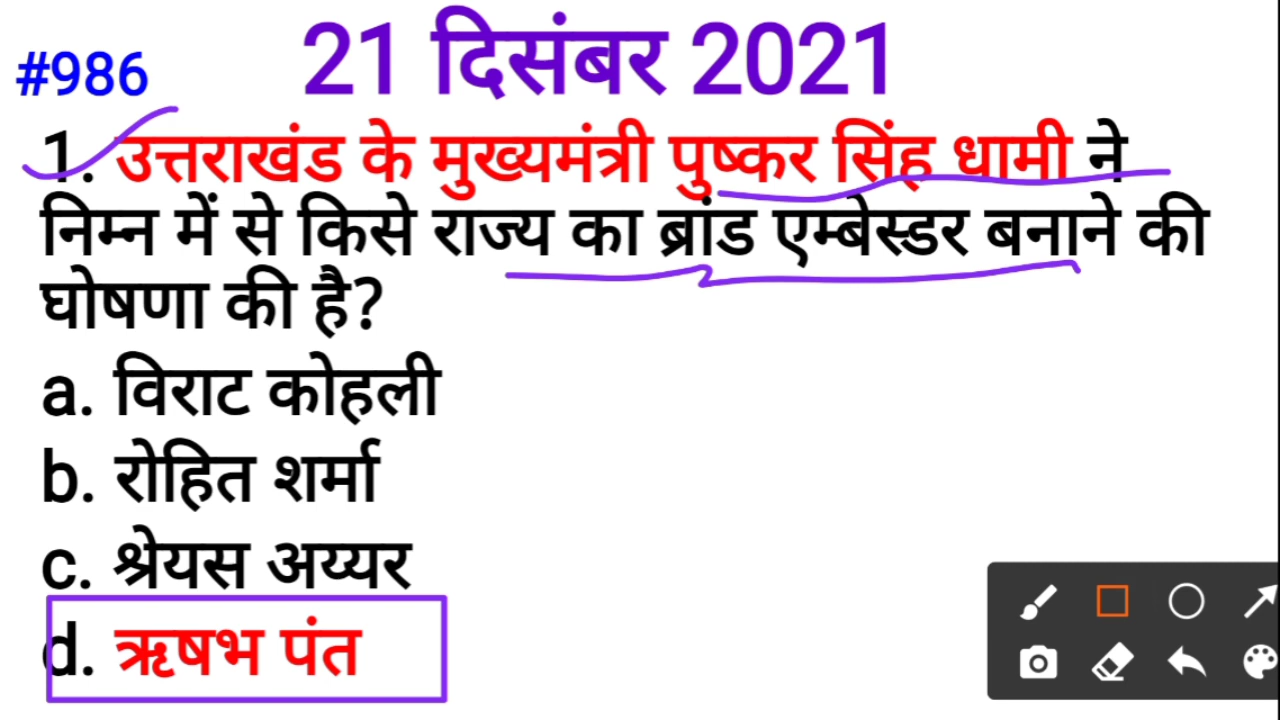 #986
21 दिसंबर 2021
1. उत्तराखंड के मुख्यमंत्री पुष्कर सिंह धामी ने
निम्न में से किसे राज्य का ब्रांड एम्बेस्डर बनाने की
घोषणा की है?
a. विराट कोहली
b. रोहित शर्मा
c. श्रेयस अय्यर
d. ऋषभ पंत